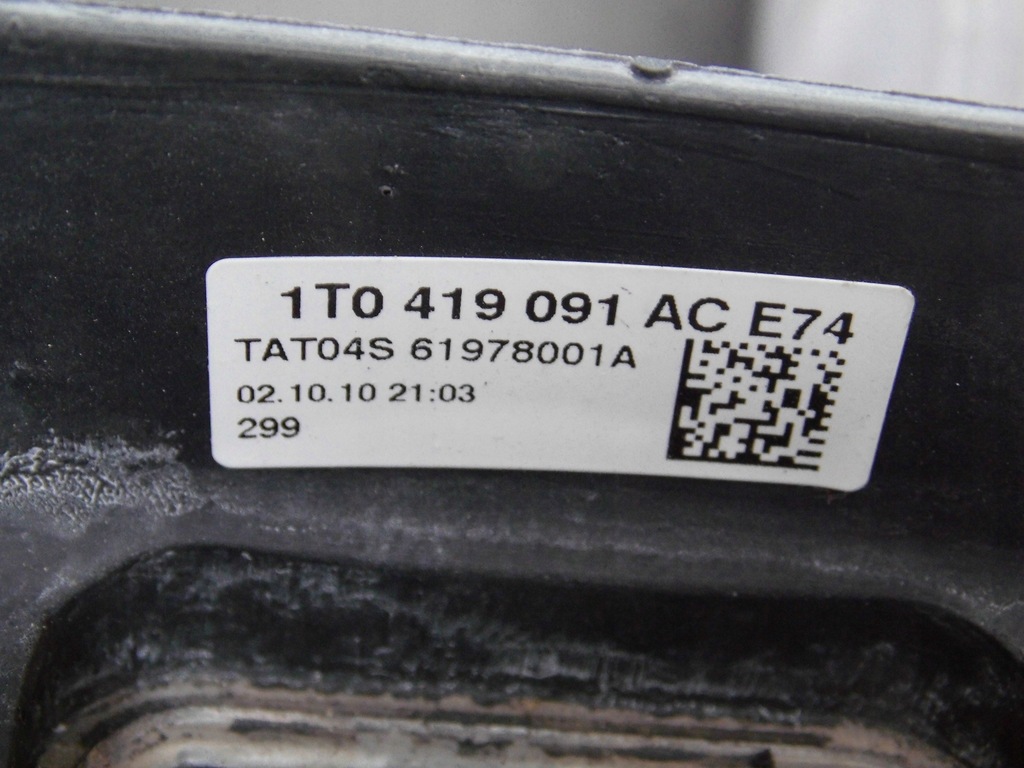 1T0 419 091 AC E74
TAT04S 61978001A
02.10.10 21:03
299